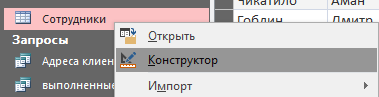 Сотрудники
Чикатило Аман
Гоблин Дмитр
Открыть
Запросы
Адреса клиен
Конструктор
выполненны
Импорт